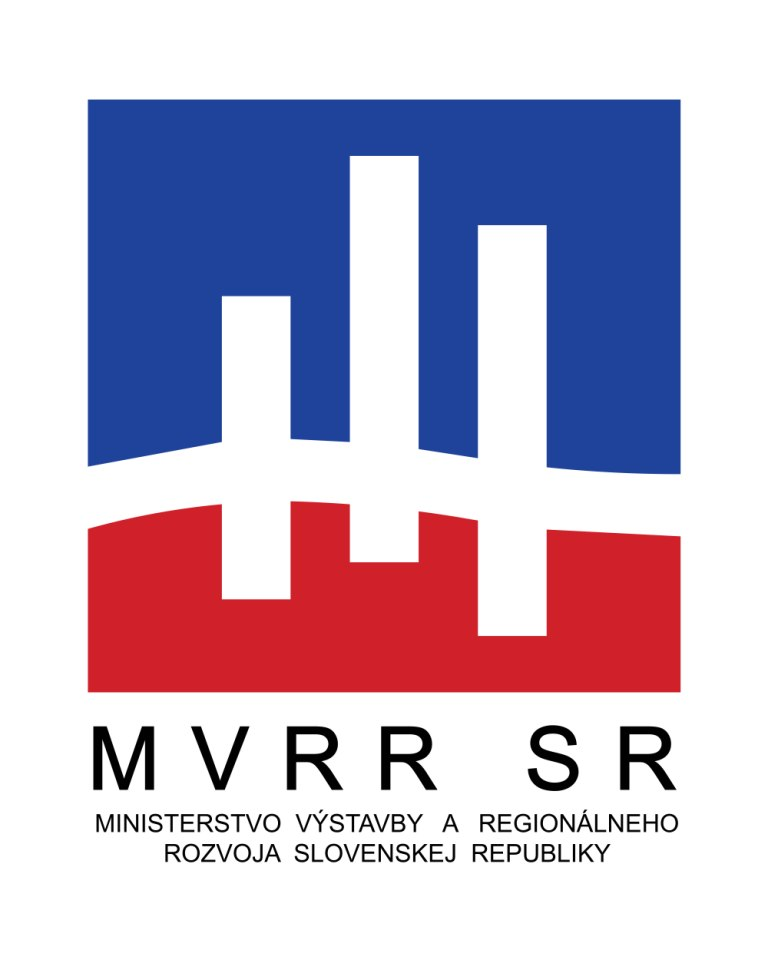 MVRR SR
MINISTERSTVO VÝSTAVBY A REGIONÁLNEHO
ROZVOJA SLOVENSKEJ REPUBLIKY